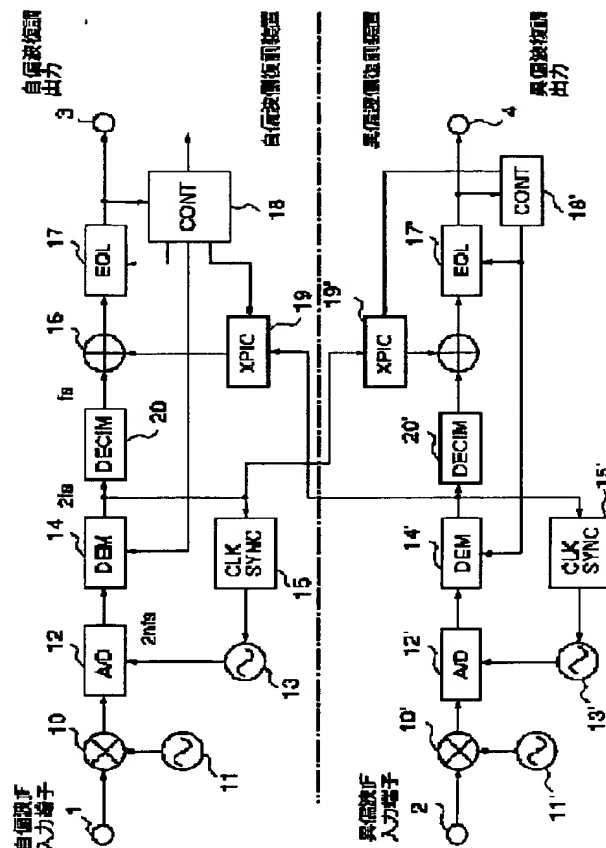 自偏波IF
入力端子
1
10
11
12
A/D
2nfs
13
14
DEM
2fs
CLK
SYNC
15
DECIM
20
fs
16
17
EQL
CONT
18
XPIC
19
3
自偏波復調
出力
自偏波側復調装置
異偏波側復調装置
異偏波IF
入力端子
2
10'
11'
12'
A/D
13'
14'
DEM
CLK
SYNC
15'
DECIM
20'
XPIC
19'
17'
EQL
CONT
18'
4
異偏波復調
出力